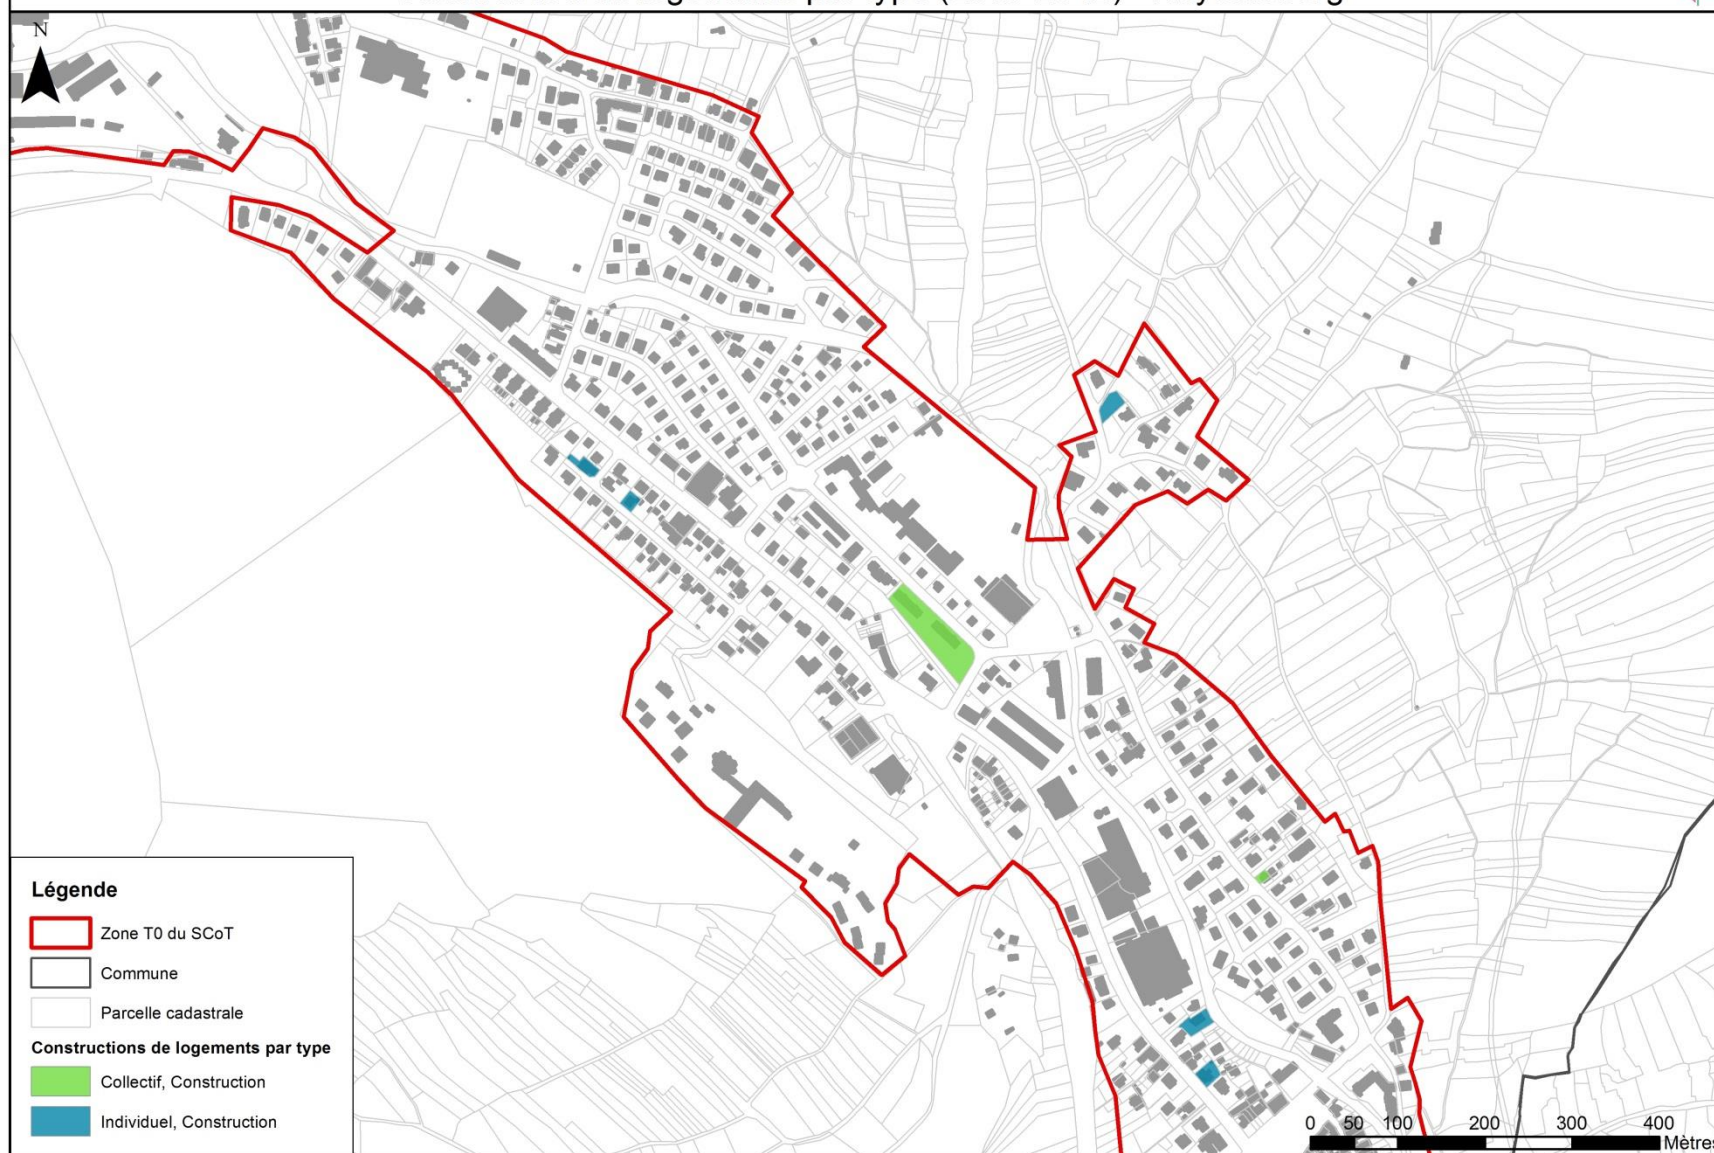 N
Légende
Zone T0 du SCoT
Commune
Parcelle cadastrale
Constructions de logements par type
Collectif, Construction
Individuel, Construction
0 50 100 200 300 400
Mètres